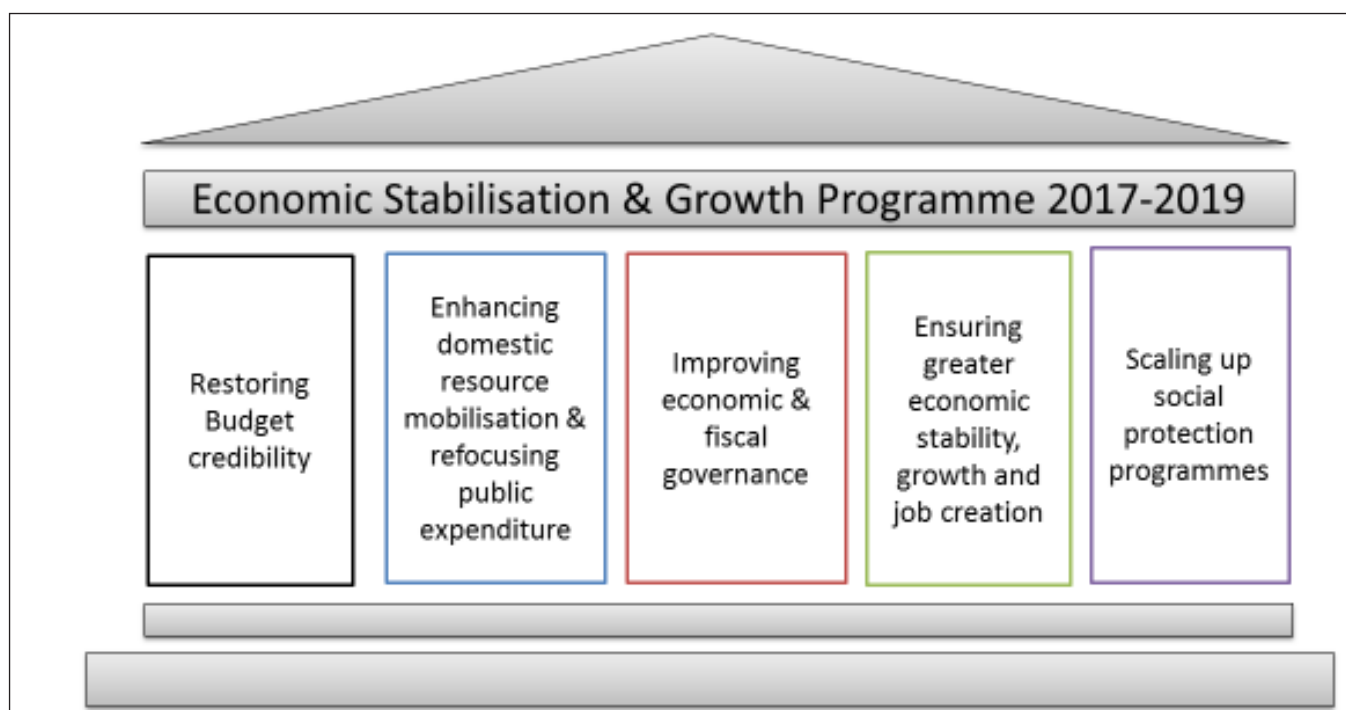 Economic Stabilisation & Growth Programme 2017-2019
Restoring
Budget
credibility
Enhancing
domestic
resource
mobilisation &
refocusing
public
expenditure
Improving
economic &
fiscal
governance
Ensuring
greater
economic
stability,
growth and
job creation
Scaling up
social
protection
programmes